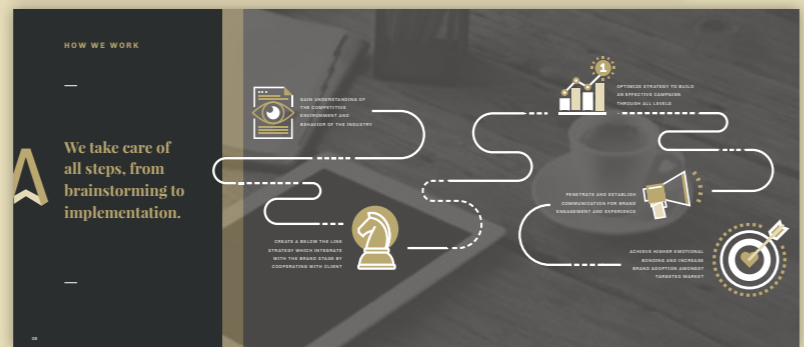 HOW WE WORK
We take care of
all steps, from
brainstorming to
implementation.
A
GAIN UNDERSTANDING OF
THE COMPETITIVE
ENVIRONMENT AND
BEHAVIOR OF THE INDUSTRY
CREATE A BELOW THE LINE
STRATEGY WHICH INTEGRATE
WITH THE BRAND STAGE BY
COOPERATING WITH CLIENT
1
OPTIMIZE STRATEGY TO BUILD
AN EFFECTIVE CAMPAIGN
THROUGH ALL LEVELS
PENETRATE AND ESTABLISH
COMMUNICATION FOR BRAND
ENGAGEMENT AND EXPERIENCE
ACHIEVE HIGHER EMOTIONAL
BONDING AND INCREASE
BRAND ADOPTION AMONGST
TARGETED MARKET